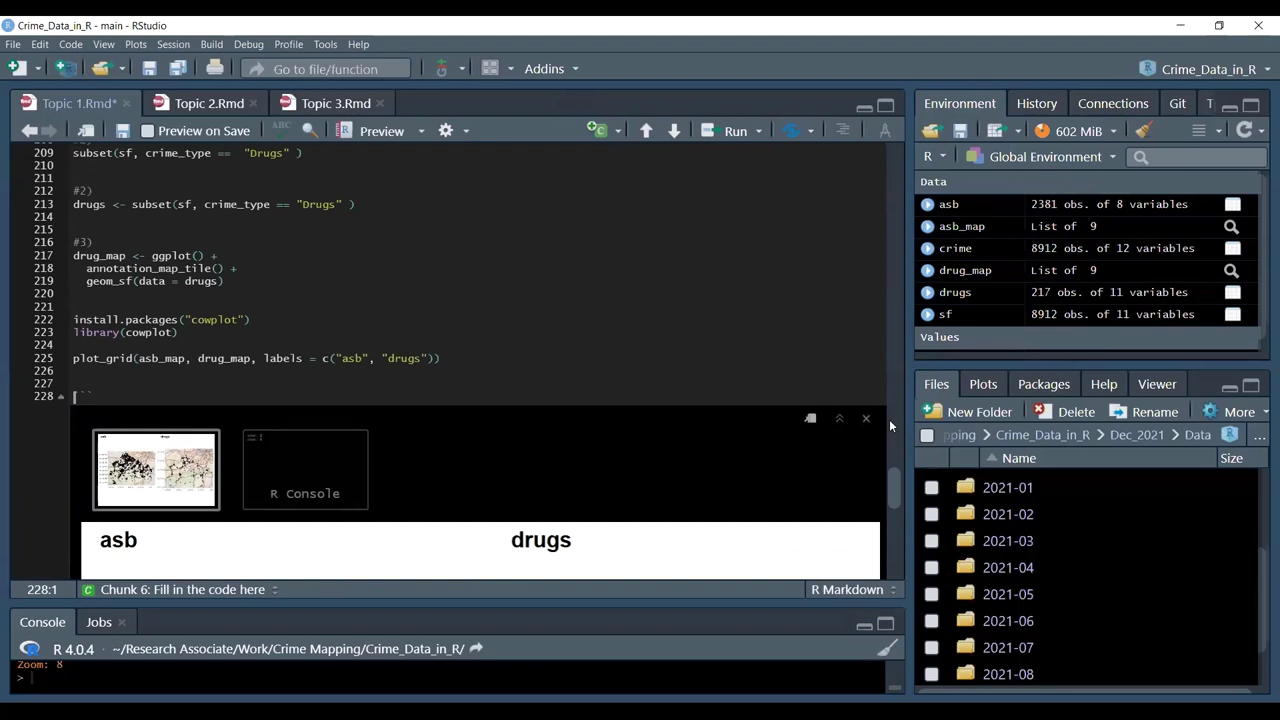 Crime_Data_in_R - main - RStudio
File Edit Code View Plots Session Build Debug Profile Tools Help
Go to file/function Addins Crime_Data_in_R
Topic 1.Rmd* Topic 2.Rmd Topic 3.Rmd
Preview on Save ABC Preview Run
209 subset(sf, crime_type == "Drugs" )
210
211
212 #2)
213 drugs <- subset(sf, crime_type == "Drugs" )
214
215
216 #3)
217 drug_map <- ggplot() +
218 annotation_map_tile() +
219 geom_sf(data = drugs)
220
221
222 install.packages("cowplot")
223 library(cowplot)
224
225 plot_grid(asb_map, drug_map, labels = c("asb", "drugs"))
226
227
228 ```
R Console
asb drugs
228:1 Chunk 6: Fill in the code here R Markdown
Console Jobs
R 4.0.4 · ~/Research Associate/Work/Crime Mapping/Crime_Data_in_R/
Zoom: 8
>
Environment History Connections Git T
602 MiB
R Global Environment
Data
asb 2381 obs. of 8 variables
asb_map List of 9
crime 8912 obs. of 12 variables
drug_map List of 9
drugs 217 obs. of 11 variables
sf 8912 obs. of 11 variables
Values
Files Plots Packages Help Viewer
New Folder Delete Rename More
pping Crime_Data_in_R Dec_2021 Data ...
Name Size
2021-01
2021-02
2021-03
2021-04
2021-05
2021-06
2021-07
2021-08